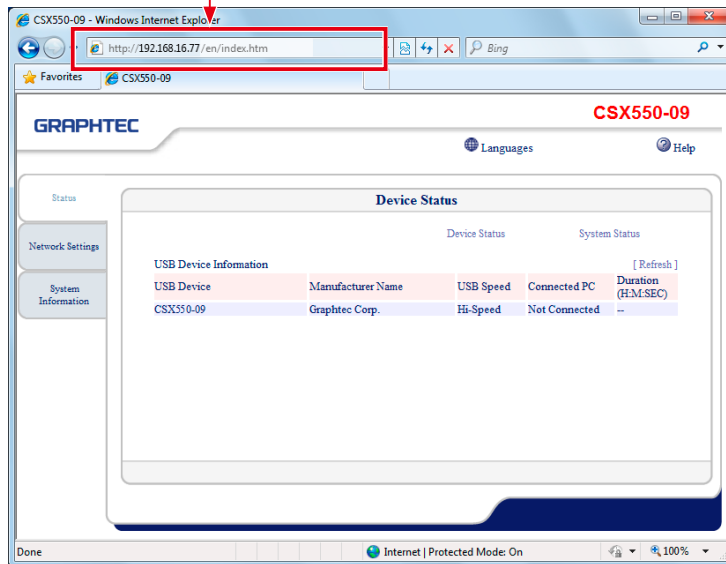 CSX550-09 - Windows Internet Explorer
http://192.168.16.77/en/index.htm
Bing
Favorites
CSX550-09
GRAPHTEC
CSX550-09
Languages
Help
Status
Network Settings
System
Information
Device Status
Device Status
System Status
USB Device Information
[ Refresh ]
USB Device Manufacturer Name USB Speed Connected PC Duration
(H:M:SEC)
CSX550-09 Graphtec Corp. Hi-Speed Not Connected --
Done
Internet | Protected Mode: On
100%